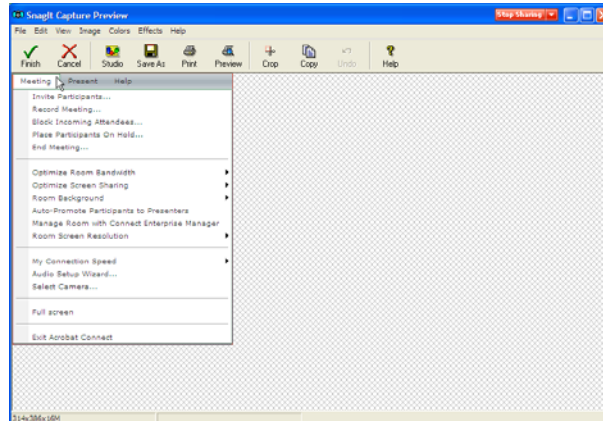 SnagIt Capture Preview
Stop Sharing
File Edit View Image Colors Effects Help
Finish Cancel Studio Save As Print Preview Crop Copy Undo Help
Meeting Present Help
Invite Participants...
Record Meeting...
Block Incoming Attendees...
Place Participants On Hold...
End Meeting...
Optimize Room Bandwidth
Optimize Screen Sharing
Room Background
Auto-Promote Participants to Presenters
Manage Room with Connect Enterprise Manager
Room Screen Resolution
My Connection Speed
Audio Setup Wizard...
Select Camera...
Full screen
Exit Acrobat Connect
314x386x16M